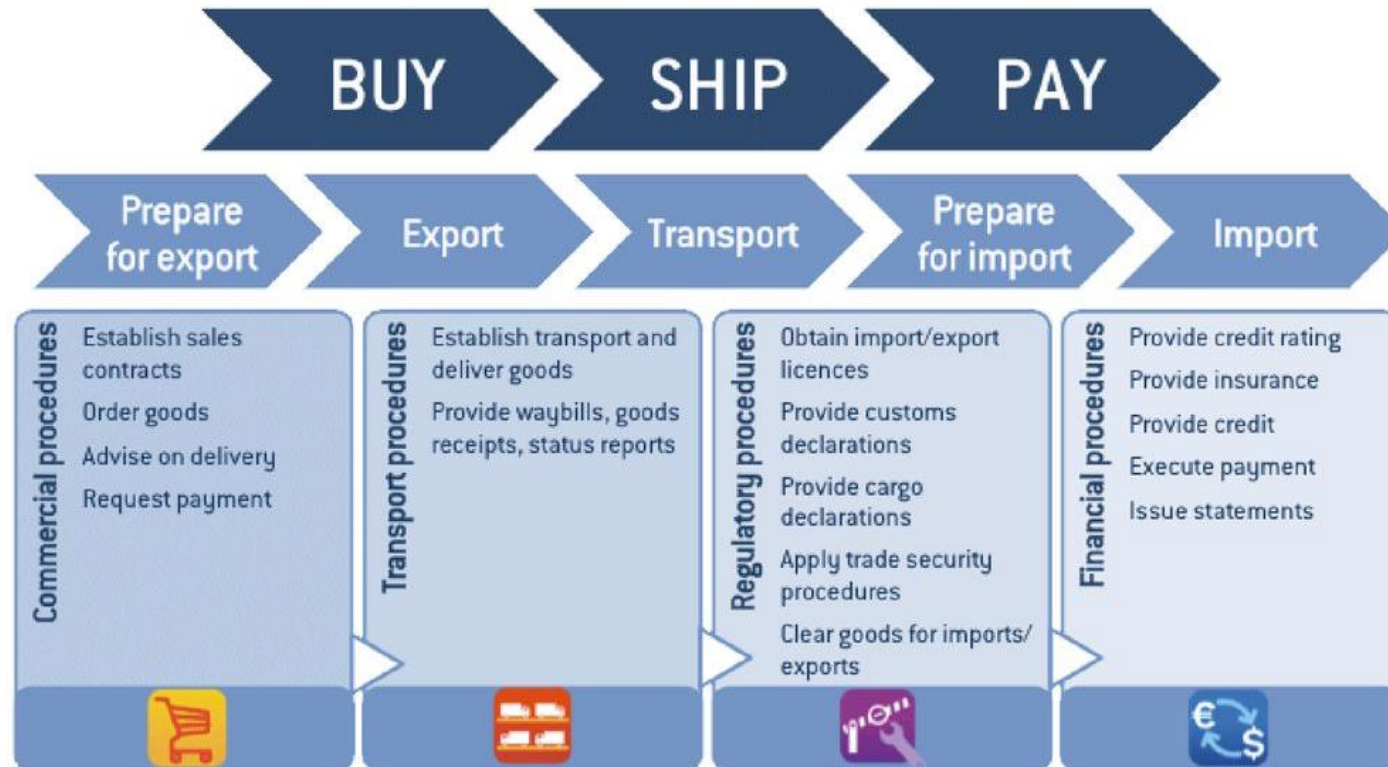 BUY
SHIP
PAY
Prepare
for export
Export
Transport
Prepare
for import
Import
Commercial procedures
Establish sales
contracts
Order goods
Advise on delivery
Request payment
Transport procedures
Establish transport and
deliver goods
Provide waybills, goods
receipts, status reports
Regulatory procedures
Obtain import/export
licences
Provide customs
declarations
Provide cargo
declarations
Apply trade security
procedures
Clear goods for imports/
exports
Financial procedures
Provide credit rating
Provide insurance
Provide credit
Execute payment
Issue statements
€
$